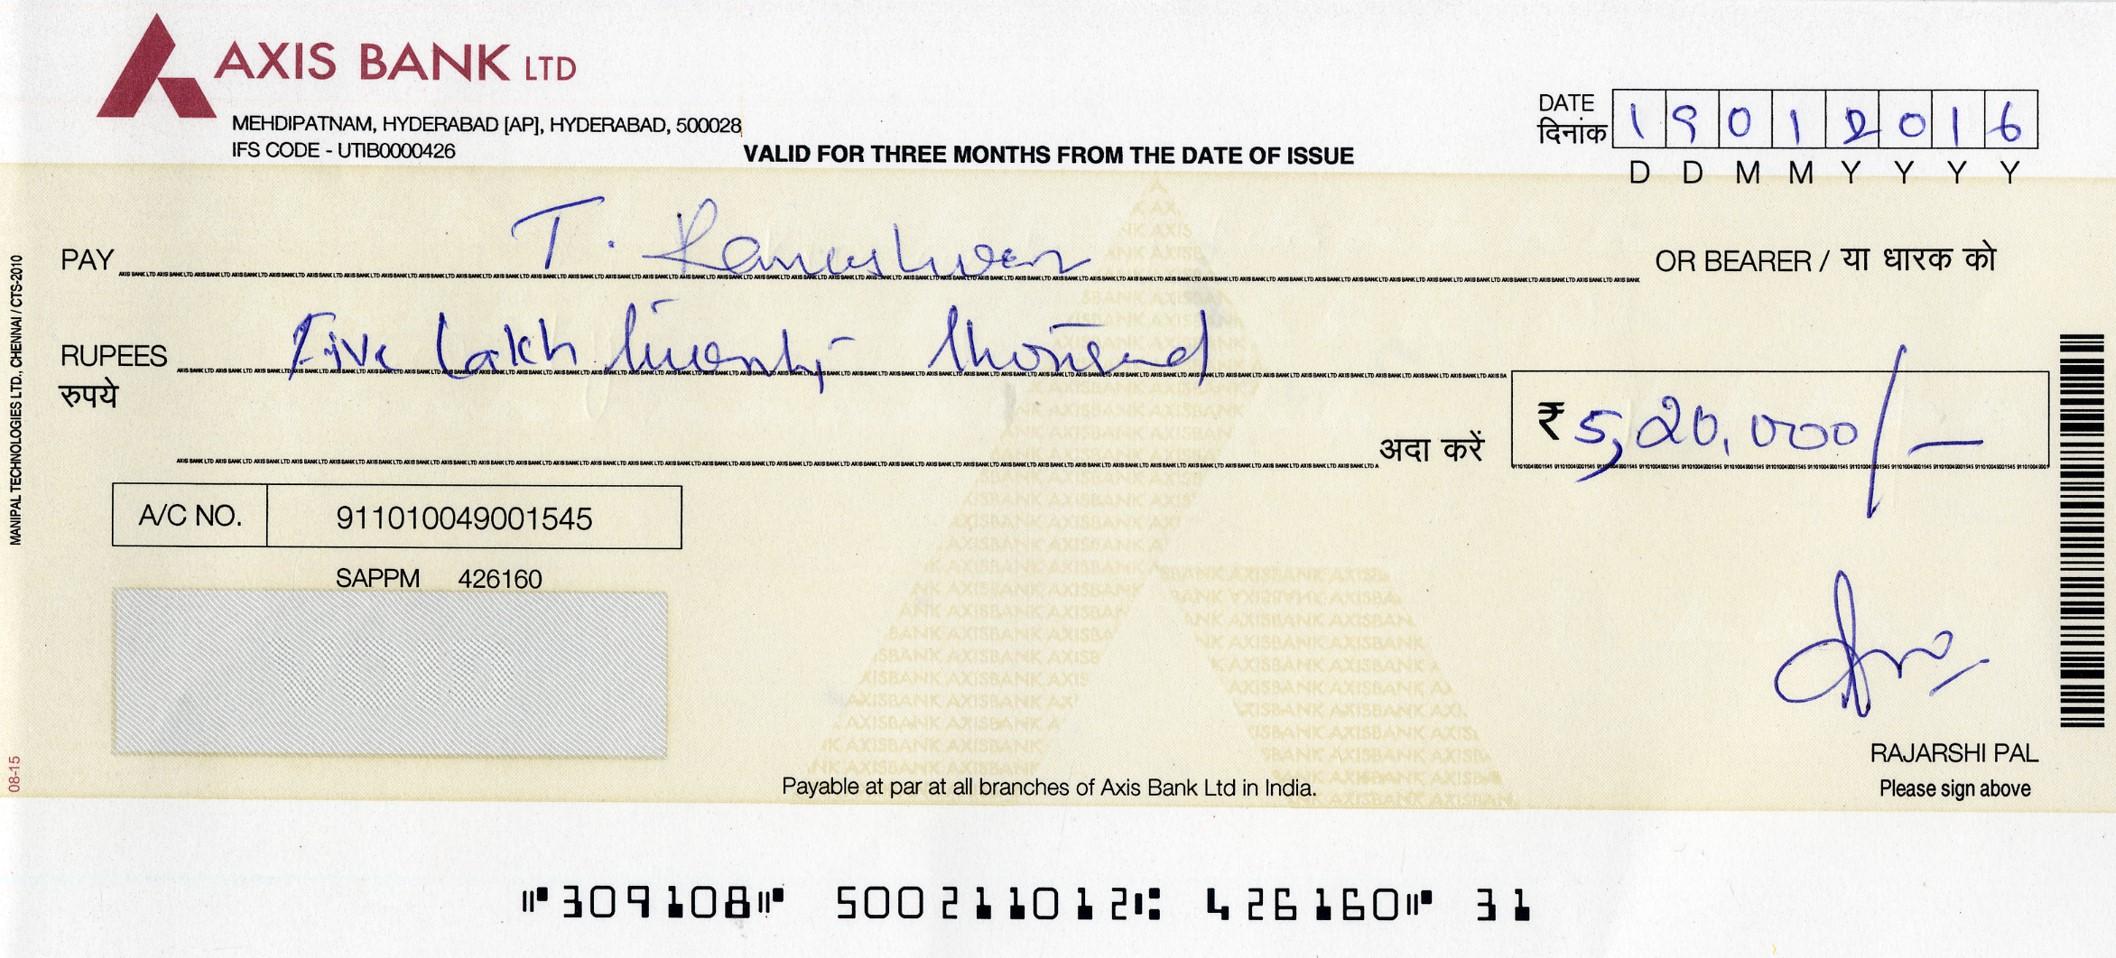 AXIS BANK LTD
MEHDIPATNAM, HYDERABAD [AP], HYDERABAD, 500028
IFS CODE - UTIB0000426
VALID FOR THREE MONTHS FROM THE DATE OF ISSUE
DATE
दिनांक
1 9 0 1 2 0 1 6
D D M M Y Y Y Y
PAY T. Rameshwar OR BEARER / या धारक को
RUPEES Five Lakh twenty thousand
रुपये
अदा करें ₹ 5,20,000/-
A/C NO. 911010049001545
SAPPM 426160
VOID
RAJARSHI PAL
Please sign above
Payable at par at all branches of Axis Bank Ltd in India.
⑈309108⑈ 500211012⑆ 426160⑈ 31
MANIPAL TECHNOLOGIES LTD., CHENNAI / CTS-2010
08-15